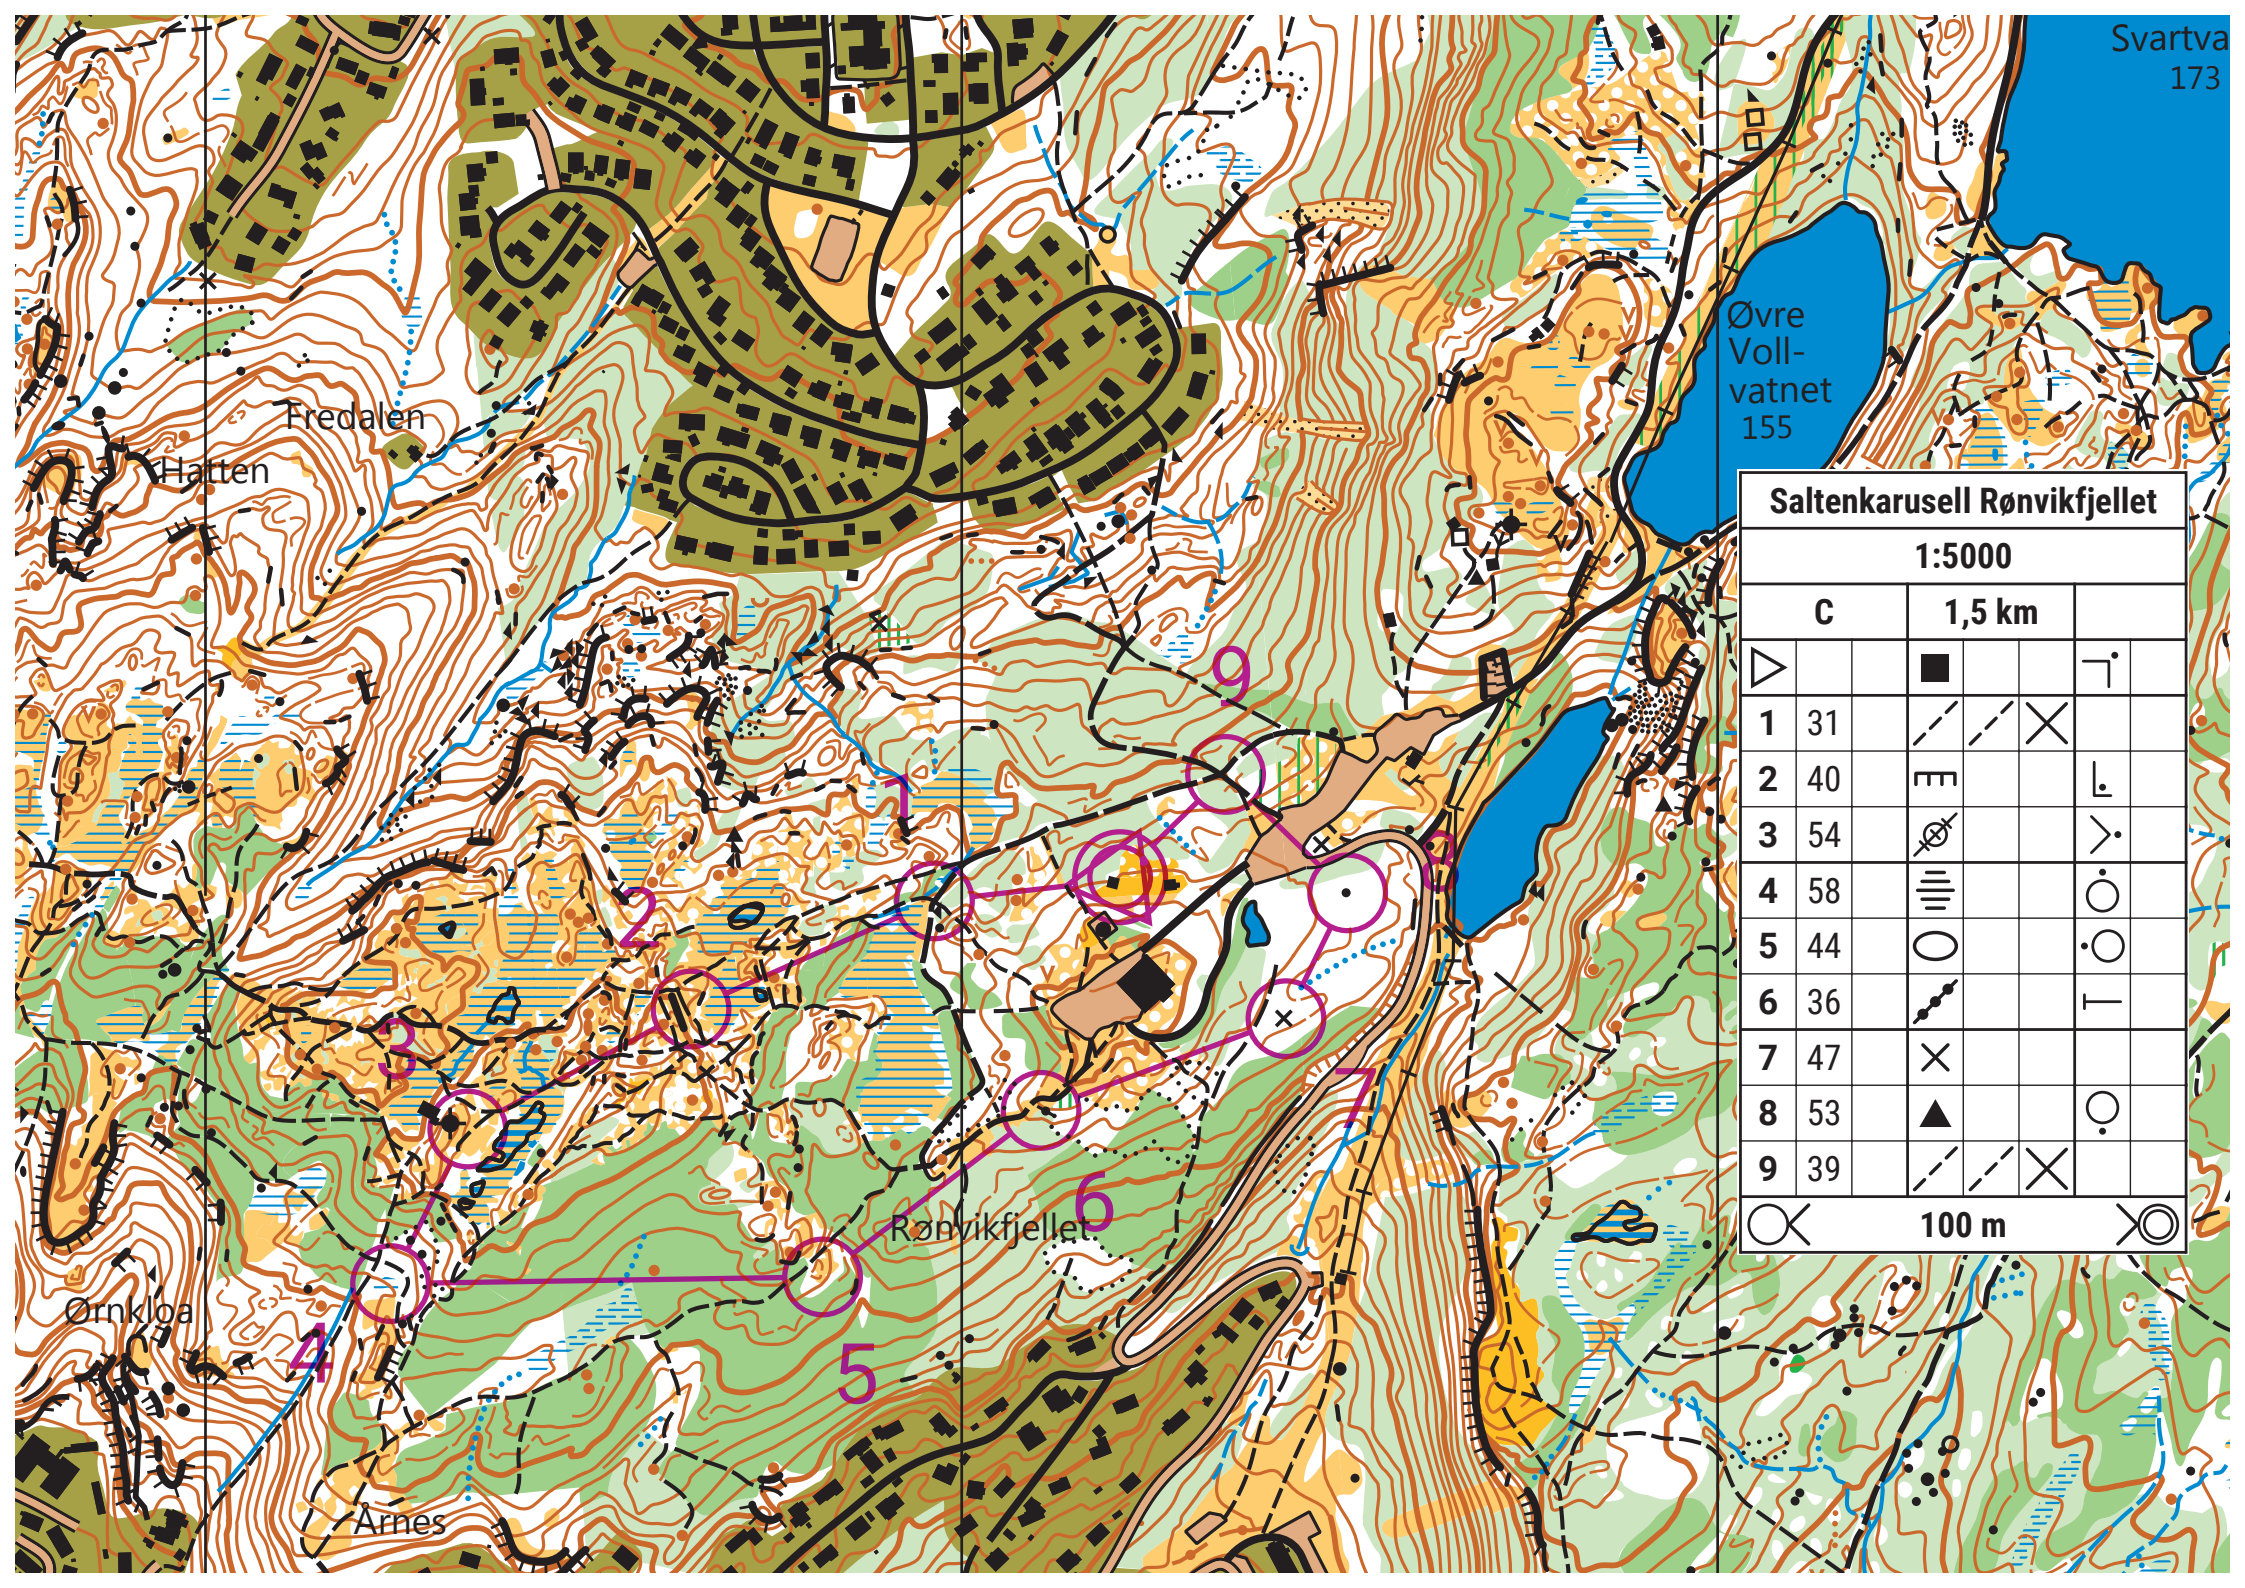 Svartva
173
Øvre
Voll-
vatnet
155
Fredalen
Hatten
Saltenkarusell Rønvikfjellet
1:5000
C 1,5 km
1 31
2 40
3 54
4 58
5 44
6 36
7 47
8 53
9 39
100 m
9
1
8
2
3
7
6
Rønvikfjellet
Ørnkloa
4
5
Årnes